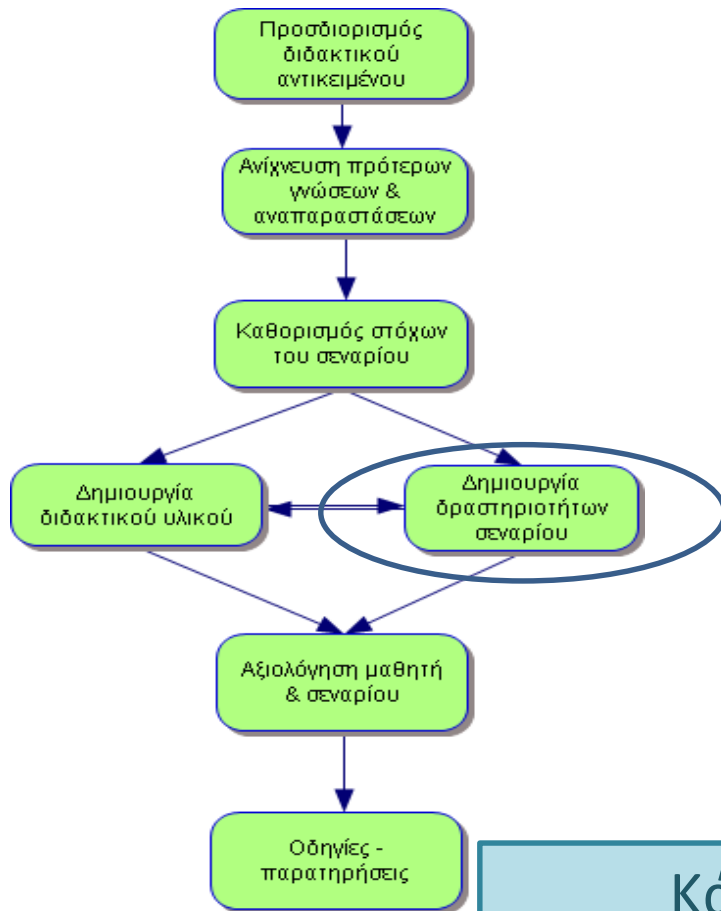 Προσδιορισμός
διδακτικού
αντικειμένου
Ανίχνευση πρότερων
γνώσεων &
αναπαραστάσεων
Καθορισμός στόχων
του σεναρίου
Δημιουργία
διδακτικού υλικού
Δημιουργία
δραστηριοτήτων
σεναρίου
Αξιολόγηση μαθητή
& σεναρίου
Οδηγίες -
παρατηρήσεις